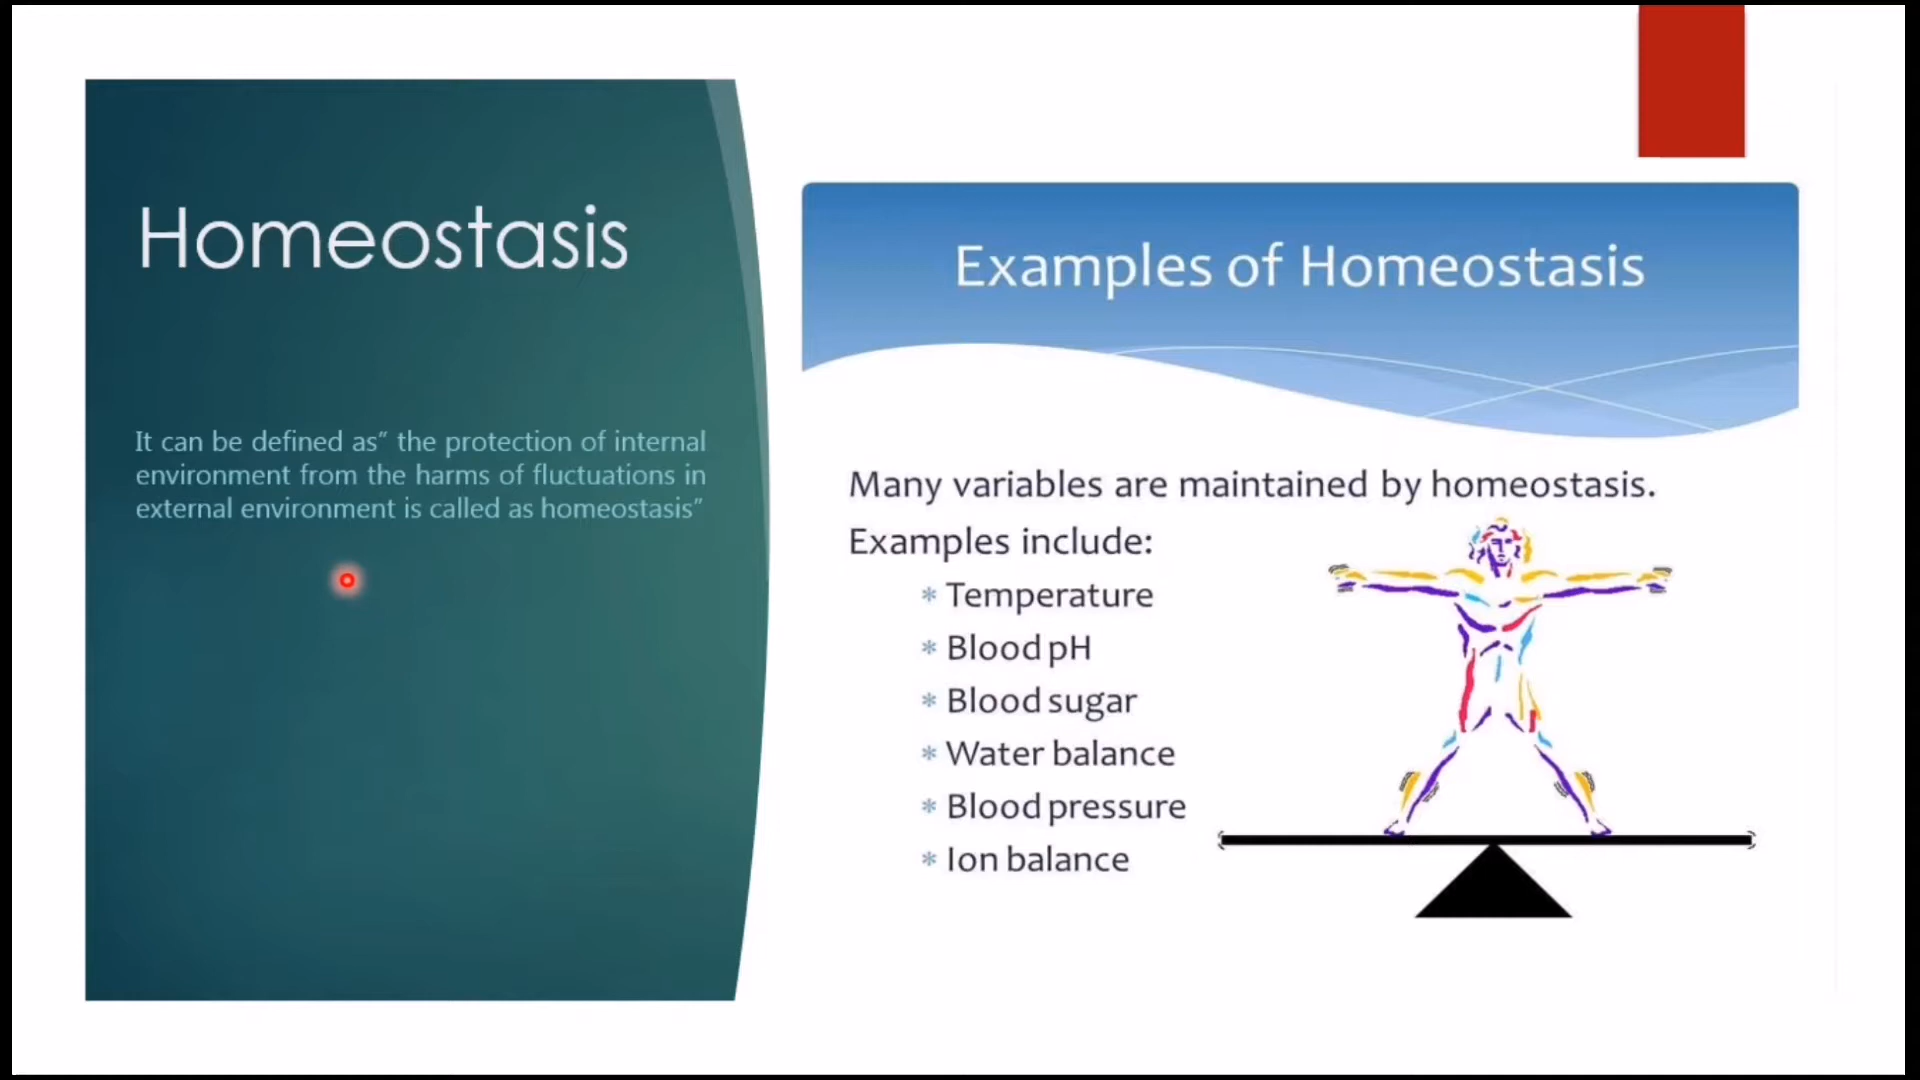 Homeostasis
It can be defined as” the protection of internal
environment from the harms of fluctuations in
external environment is called as homeostasis”
Examples of Homeostasis
Many variables are maintained by homeostasis.
Examples include:
* Temperature
* Blood pH
* Blood sugar
* Water balance
* Blood pressure
* Ion balance